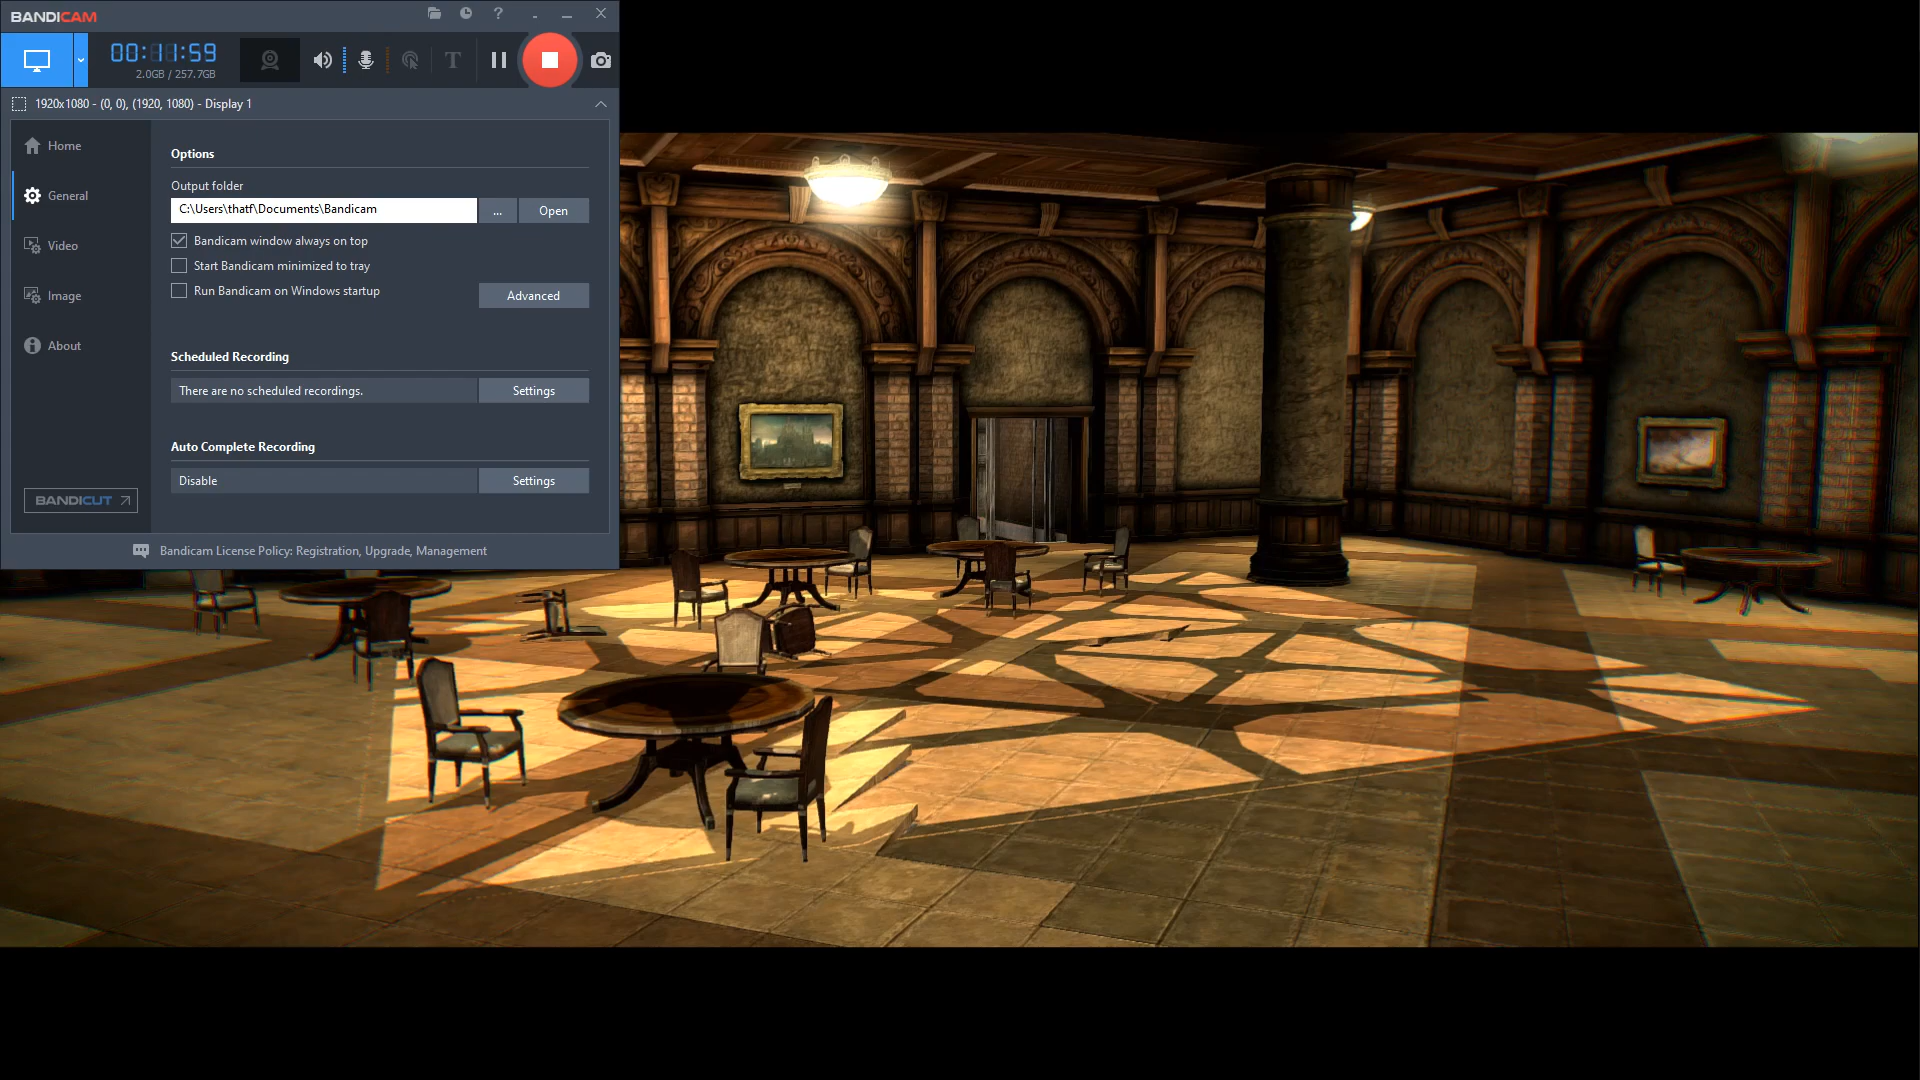 BANDICAM
00:11:59
2.0GB / 257.7GB
T
1920x1080 - (0, 0), (1920, 1080) - Display 1
Home
General
Video
Image
About
BANDICUT
Options
Output folder
C:\Users\thatf\Documents\Bandicam
...
Open
Bandicam window always on top
Start Bandicam minimized to tray
Run Bandicam on Windows startup
Advanced
Scheduled Recording
There are no scheduled recordings.
Settings
Auto Complete Recording
Disable
Settings
Bandicam License Policy: Registration, Upgrade, Management